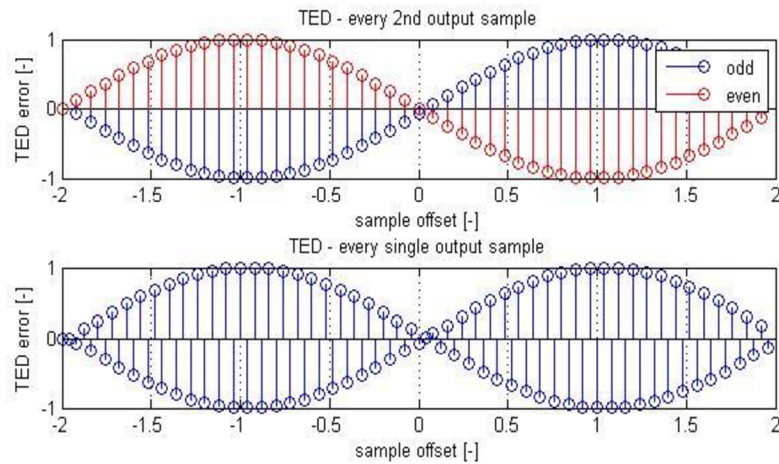 TED - every 2nd output sample
TED error [-]
1
0
-1
odd
even
-2 -1.5 -1 -0.5 0 0.5 1 1.5 2
sample offset [-]
TED - every single output sample
TED error [-]
1
0
-1
-2 -1.5 -1 -0.5 0 0.5 1 1.5 2
sample offset [-]